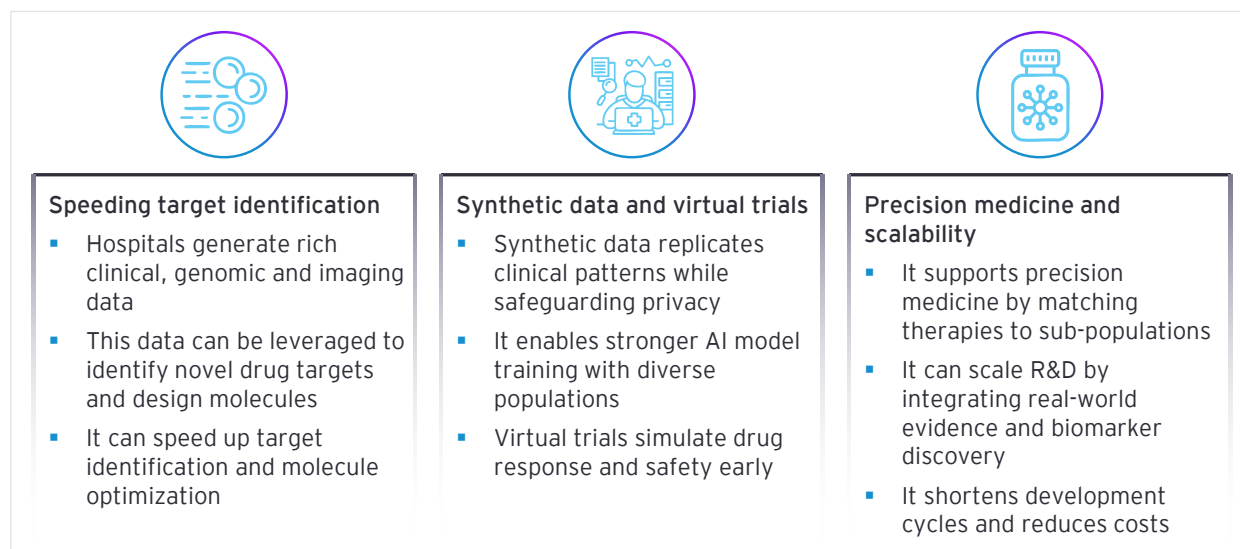 Speeding target identification
▪ Hospitals generate rich
clinical, genomic and imaging
data
▪ This data can be leveraged to
identify novel drug targets
and design molecules
▪ It can speed up target
identification and molecule
optimization
Synthetic data and virtual trials
▪ Synthetic data replicates
clinical patterns while
safeguarding privacy
▪ It enables stronger AI model
training with diverse
populations
▪ Virtual trials simulate drug
response and safety early
Precision medicine and
scalability
▪ It supports precision
medicine by matching
therapies to sub-populations
▪ It can scale R&D by
integrating real-world
evidence and biomarker
discovery
▪ It shortens development
cycles and reduces costs